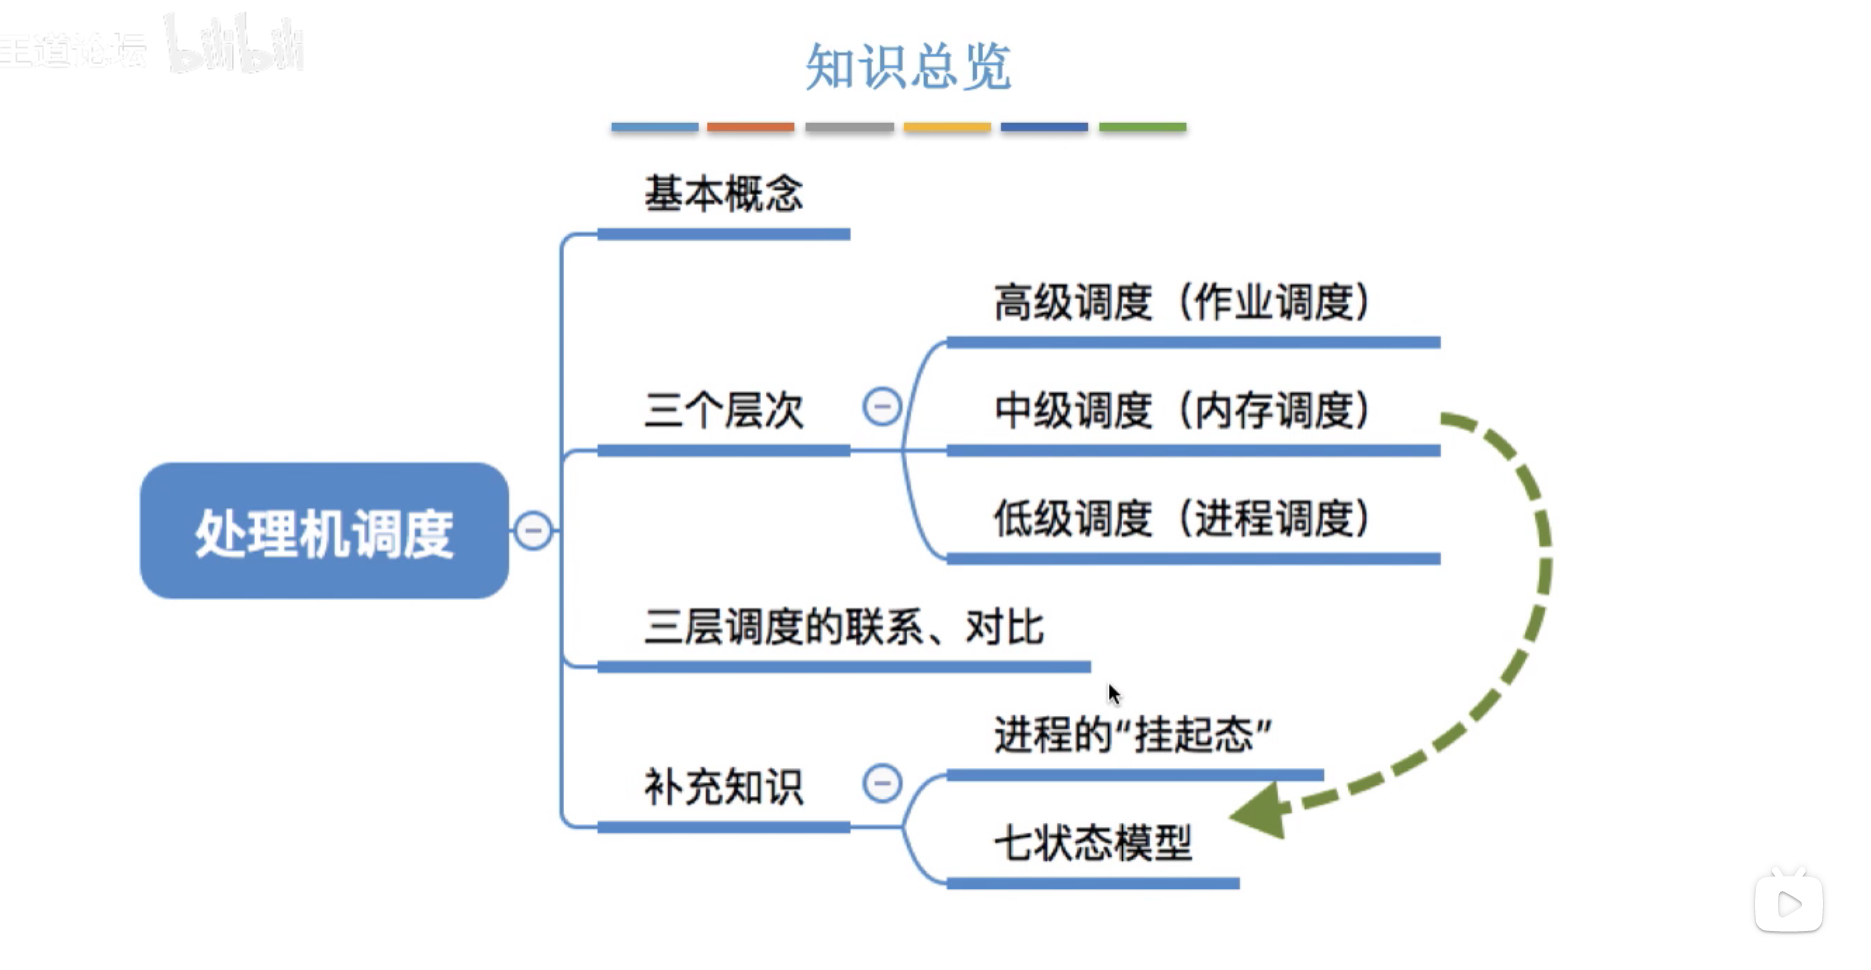 王道论坛 bilibili
知识总览
基本概念
高级调度（作业调度）
三个层次
中级调度（内存调度）
低级调度（进程调度）
处理机调度
三层调度的联系、对比
进程的“挂起态”
补充知识
七状态模型